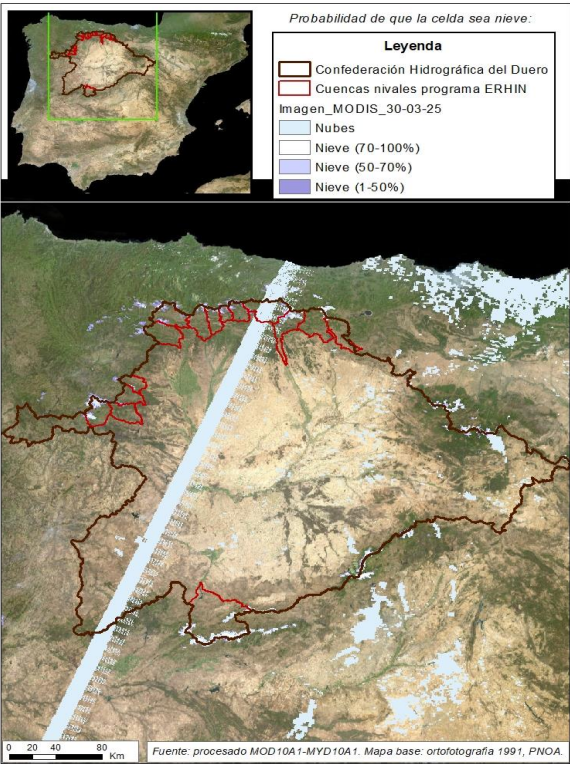 Probabilidad de que la celda sea nieve:
Leyenda
Confederación Hidrográfica del Duero
Cuencas nivales programa ERHIN
Imagen_MODIS_30-03-25
Nubes
Nieve (70-100%)
Nieve (50-70%)
Nieve (1-50%)
0 20 40 80
Km
Fuente: procesado MOD10A1-MYD10A1. Mapa base: ortofotografía 1991, PNOA.